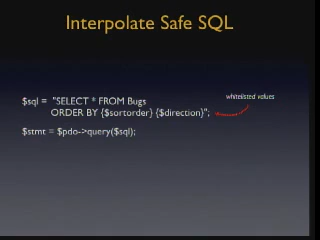 Interpolate Safe SQL
whitelisted values
$sql = "SELECT * FROM Bugs
ORDER BY {$sortorder} {$direction}";
$stmt = $pdo->query($sql);